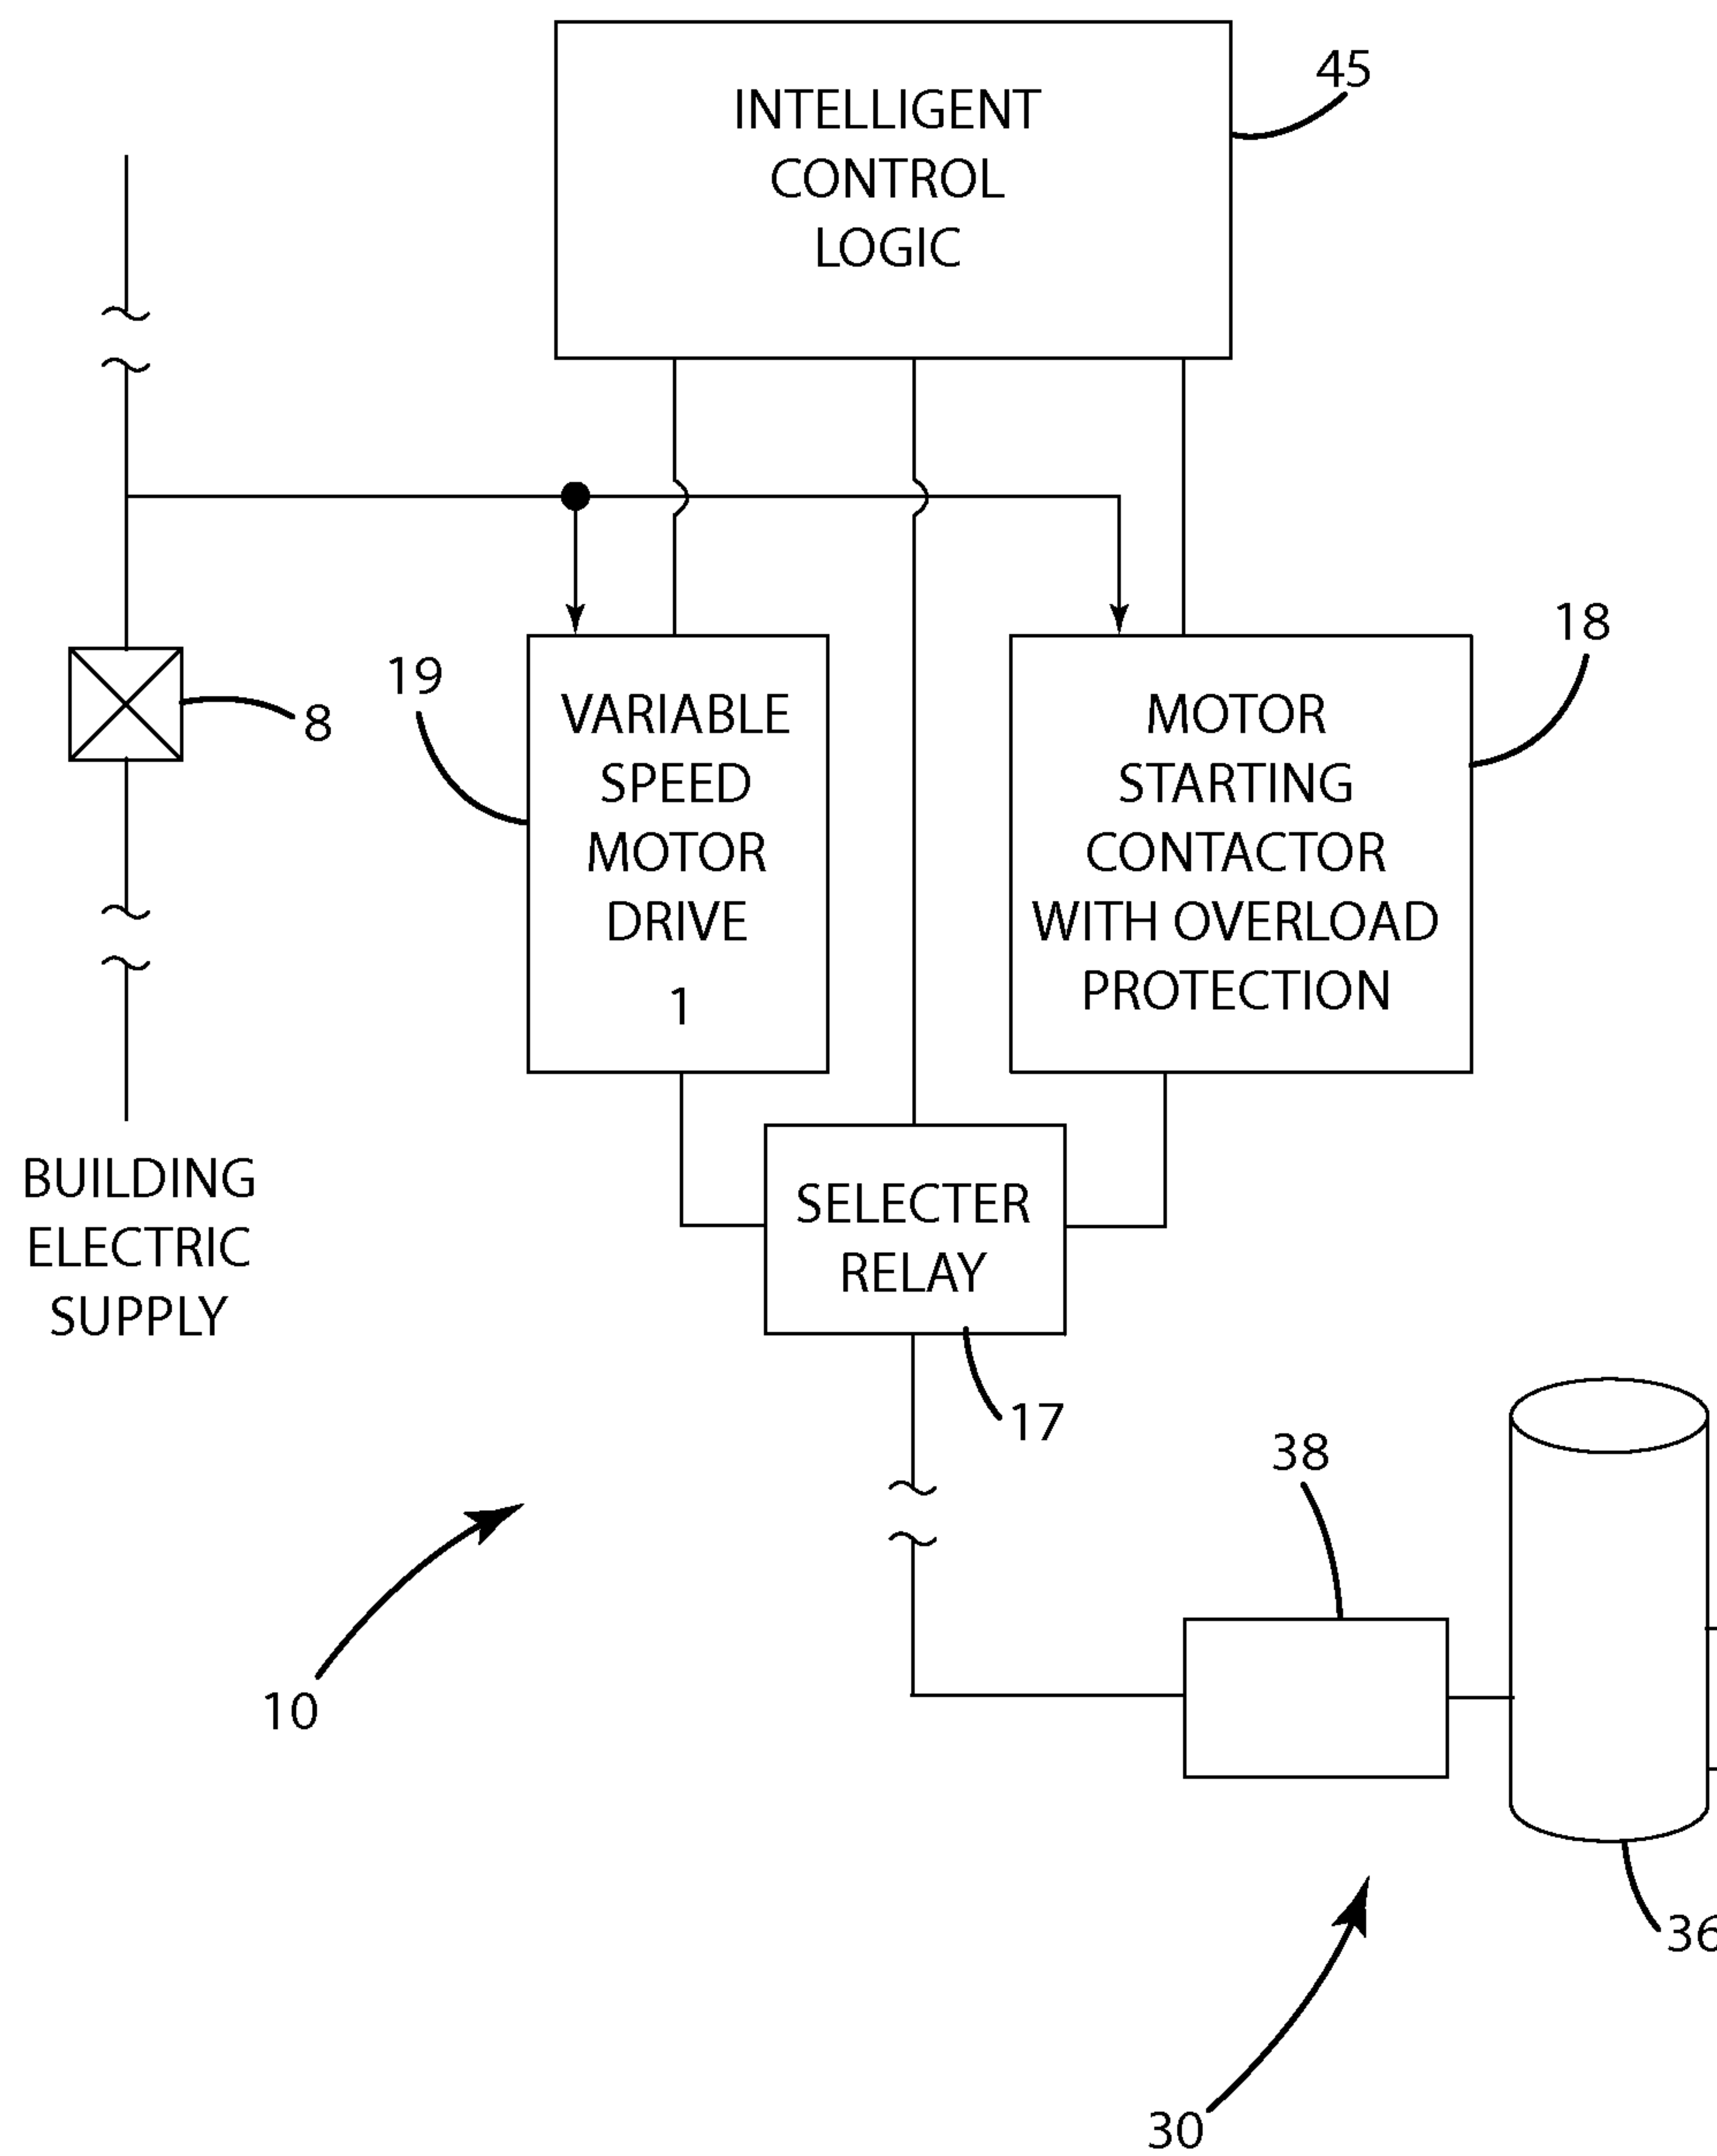 45
INTELLIGENT
CONTROL
LOGIC
18
19
8
VARIABLE
SPEED
MOTOR
DRIVE
1
MOTOR
STARTING
CONTACTOR
WITH OVERLOAD
PROTECTION
BUILDING
ELECTRIC
SUPPLY
SELECTER
RELAY
17
38
10
36
30